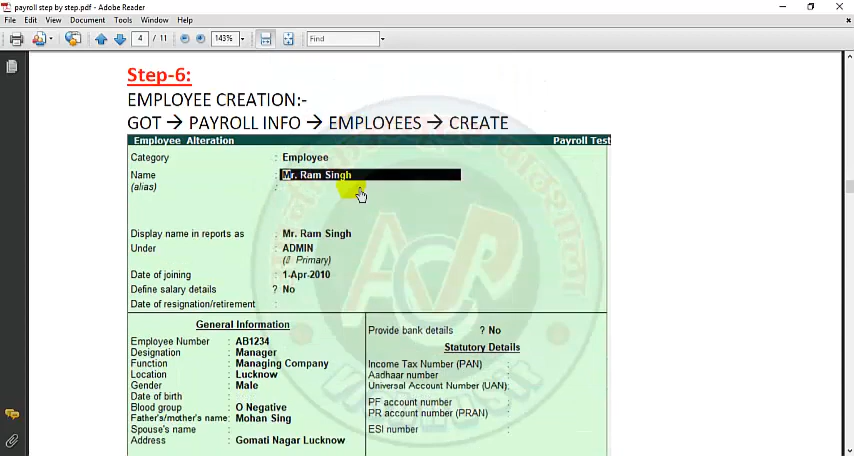 payroll step by step.pdf - Adobe Reader
File Edit View Document Tools Window Help
4 / 11 143% Find
Step-6:
EMPLOYEE CREATION:-
GOT → PAYROLL INFO → EMPLOYEES → CREATE
Employee Alteration Payroll Test
Category : Employee
Name : Mr. Ram Singh
(alias) :
Display name in reports as : Mr. Ram Singh
Under : ADMIN
(▯ Primary)
Date of joining : 1-Apr-2010
Define salary details ? No
Date of resignation/retirement :
General Information
Employee Number : AB1234
Designation : Manager
Function : Managing Company
Location : Lucknow
Gender : Male
Date of birth :
Blood group : O Negative
Father's/mother's name : Mohan Sing
Spouse's name :
Address : Gomati Nagar Lucknow
Provide bank details ? No
Statutory Details
Income Tax Number (PAN) :
Aadhaar number :
Universal Account Number (UAN):
PF account number :
PR account number (PRAN) :
ESI number :